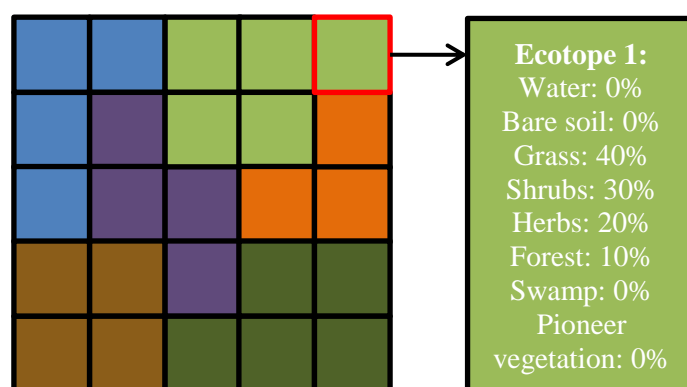 Ecotope 1:
Water: 0%
Bare soil: 0%
Grass: 40%
Shrubs: 30%
Herbs: 20%
Forest: 10%
Swamp: 0%
Pioneer
vegetation: 0%